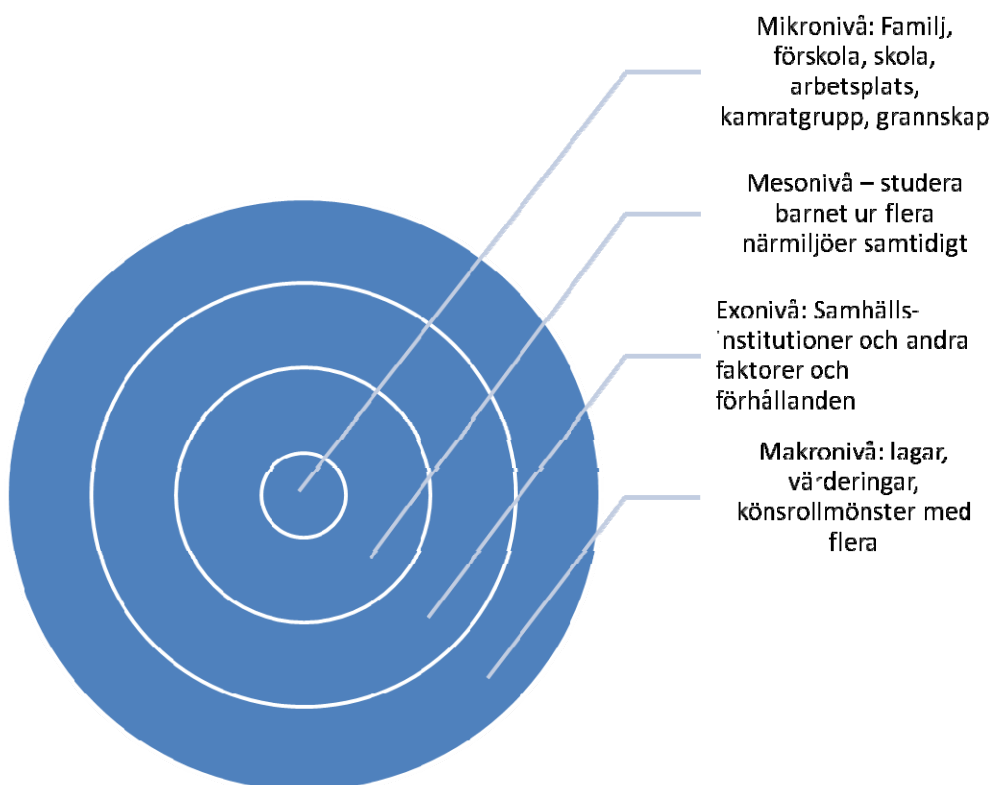 Mikronivå: Familj,
förskola, skola,
arbetsplats,
kamratgrupp, grannskap
Mesonivå – studera
barnet ur flera
närmiljöer samtidigt
Exonivå: Samhälls-
institutioner och andra
faktorer och
förhållanden
Makronivå: lagar,
värderingar,
könsrollmönster med
flera